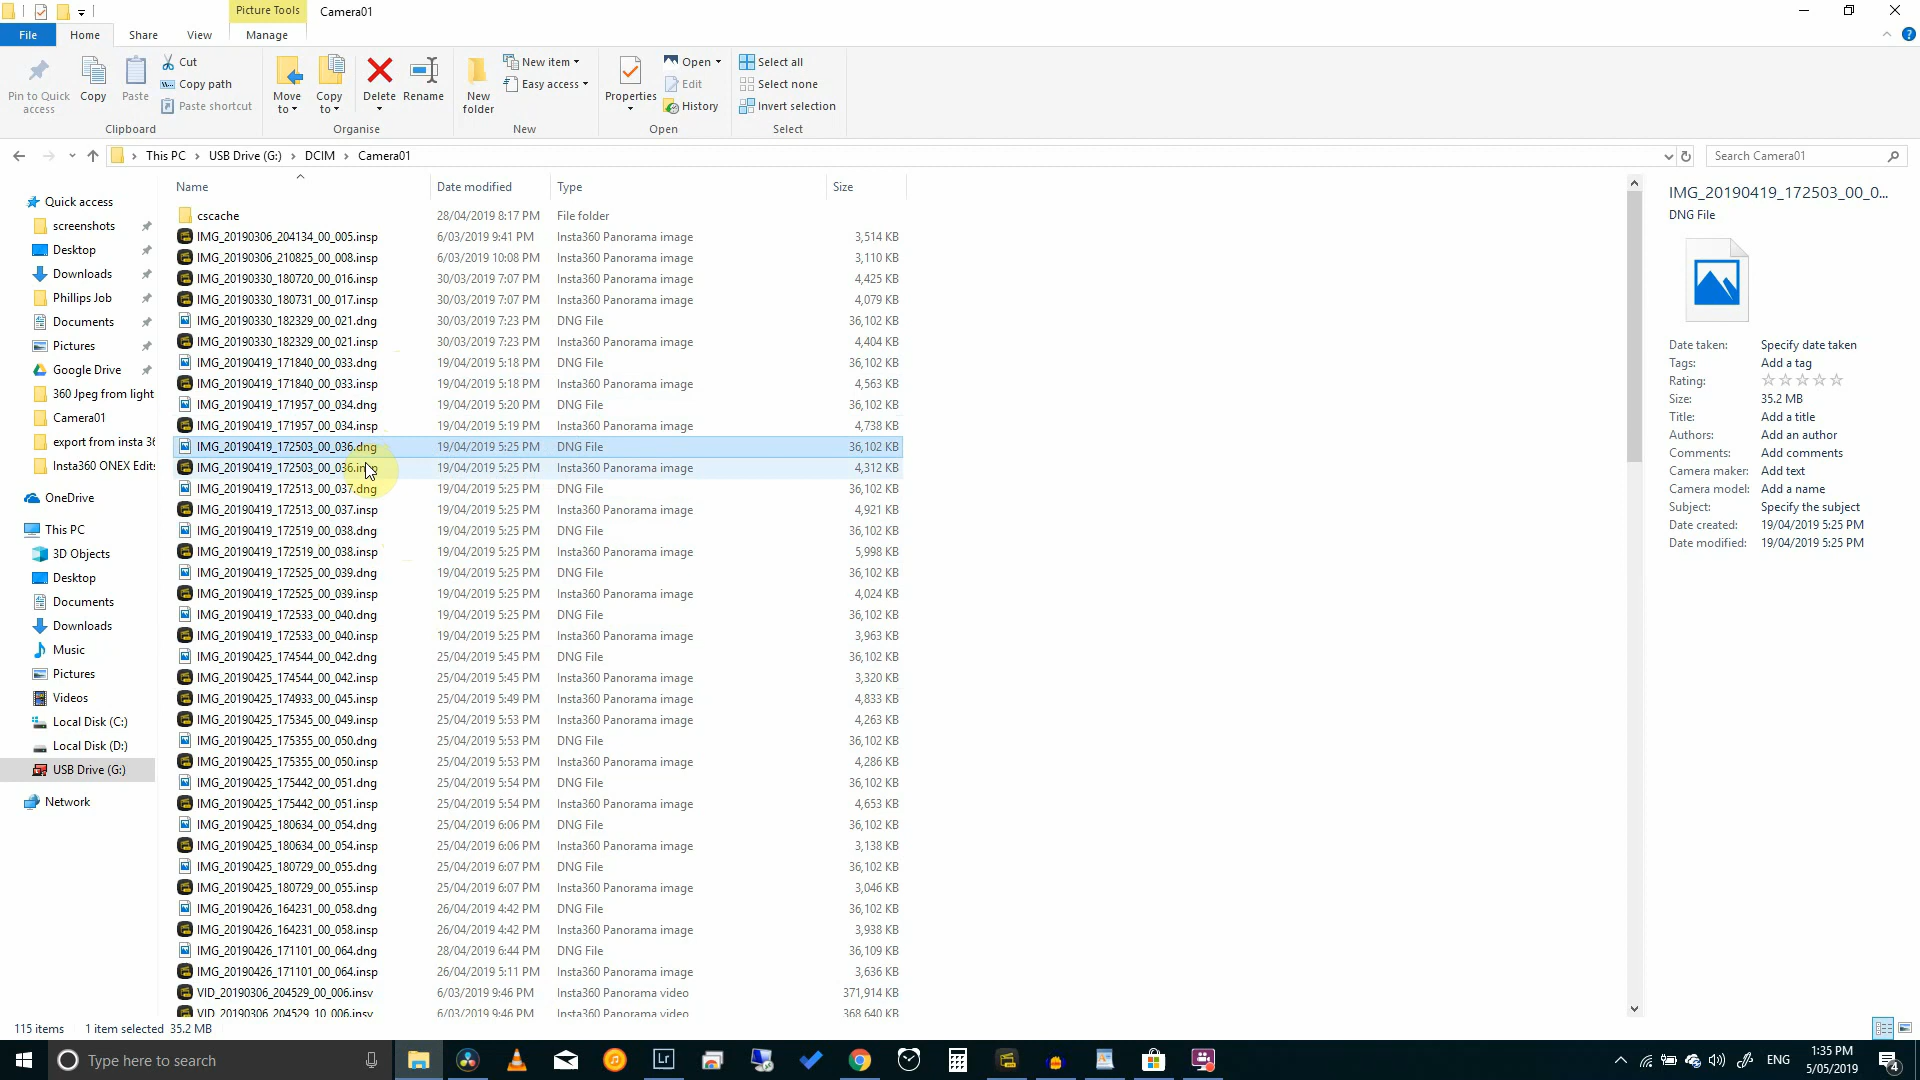 Picture Tools
Camera01
File
Home
Share
View
Manage
Pin to Quick access
Copy
Paste
Cut
Copy path
Paste shortcut
Clipboard
Move to
Copy to
Delete
Rename
Organise
New folder
New item
Easy access
New
Properties
Open
Edit
History
Open
Select all
Select none
Invert selection
Select
This PC > USB Drive (G:) > DCIM > Camera01
Search Camera01
Quick access
screenshots
Desktop
Downloads
Phillips Job
Documents
Pictures
Google Drive
360 Jpeg from light
Camera01
export from insta 36
Insta360 ONEX Edits
OneDrive
This PC
3D Objects
Desktop
Documents
Downloads
Music
Pictures
Videos
Local Disk (C:)
Local Disk (D:)
USB Drive (G:)
Network
Name Date modified Type Size
cscache 28/04/2019 8:17 PM File folder
IMG_20190306_204134_00_005.insp 6/03/2019 9:41 PM Insta360 Panorama image 3,514 KB
IMG_20190306_210825_00_008.insp 6/03/2019 10:08 PM Insta360 Panorama image 3,110 KB
IMG_20190330_180720_00_016.insp 30/03/2019 7:07 PM Insta360 Panorama image 4,425 KB
IMG_20190330_180731_00_017.insp 30/03/2019 7:07 PM Insta360 Panorama image 4,079 KB
IMG_20190330_182329_00_021.dng 30/03/2019 7:23 PM DNG File 36,102 KB
IMG_20190330_182329_00_021.insp 30/03/2019 7:23 PM Insta360 Panorama image 4,404 KB
IMG_20190419_171840_00_033.dng 19/04/2019 5:18 PM DNG File 36,102 KB
IMG_20190419_171840_00_033.insp 19/04/2019 5:18 PM Insta360 Panorama image 4,563 KB
IMG_20190419_171957_00_034.dng 19/04/2019 5:20 PM DNG File 36,102 KB
IMG_20190419_171957_00_034.insp 19/04/2019 5:19 PM Insta360 Panorama image 4,738 KB
IMG_20190419_172503_00_036.dng 19/04/2019 5:25 PM DNG File 36,102 KB
IMG_20190419_172503_00_036.insp 19/04/2019 5:25 PM Insta360 Panorama image 4,312 KB
IMG_20190419_172513_00_037.dng 19/04/2019 5:25 PM DNG File 36,102 KB
IMG_20190419_172513_00_037.insp 19/04/2019 5:25 PM Insta360 Panorama image 4,921 KB
IMG_20190419_172519_00_038.dng 19/04/2019 5:25 PM DNG File 36,102 KB
IMG_20190419_172519_00_038.insp 19/04/2019 5:25 PM Insta360 Panorama image 5,998 KB
IMG_20190419_172525_00_039.dng 19/04/2019 5:25 PM DNG File 36,102 KB
IMG_20190419_172525_00_039.insp 19/04/2019 5:25 PM Insta360 Panorama image 4,024 KB
IMG_20190419_172533_00_040.dng 19/04/2019 5:25 PM DNG File 36,102 KB
IMG_20190419_172533_00_040.insp 19/04/2019 5:25 PM Insta360 Panorama image 3,963 KB
IMG_20190425_174544_00_042.dng 25/04/2019 5:45 PM DNG File 36,102 KB
IMG_20190425_174544_00_042.insp 25/04/2019 5:45 PM Insta360 Panorama image 3,320 KB
IMG_20190425_174933_00_045.insp 25/04/2019 5:49 PM Insta360 Panorama image 4,833 KB
IMG_20190425_175345_00_049.insp 25/04/2019 5:53 PM Insta360 Panorama image 4,263 KB
IMG_20190425_175355_00_050.dng 25/04/2019 5:53 PM DNG File 36,102 KB
IMG_20190425_175355_00_050.insp 25/04/2019 5:53 PM Insta360 Panorama image 4,286 KB
IMG_20190425_175442_00_051.dng 25/04/2019 5:54 PM DNG File 36,102 KB
IMG_20190425_175442_00_051.insp 25/04/2019 5:54 PM Insta360 Panorama image 4,653 KB
IMG_20190425_180634_00_054.dng 25/04/2019 6:06 PM DNG File 36,102 KB
IMG_20190425_180634_00_054.insp 25/04/2019 6:06 PM Insta360 Panorama image 3,138 KB
IMG_20190425_180729_00_055.dng 25/04/2019 6:07 PM DNG File 36,102 KB
IMG_20190425_180729_00_055.insp 25/04/2019 6:07 PM Insta360 Panorama image 3,046 KB
IMG_20190426_164231_00_058.dng 26/04/2019 4:42 PM DNG File 36,102 KB
IMG_20190426_164231_00_058.insp 26/04/2019 4:42 PM Insta360 Panorama image 3,938 KB
IMG_20190426_171101_00_064.dng 28/04/2019 6:44 PM DNG File 36,109 KB
IMG_20190426_171101_00_064.insp 26/04/2019 5:11 PM Insta360 Panorama image 3,636 KB
VID_20190306_204529_00_006.insv 6/03/2019 9:46 PM Insta360 Panorama video 371,914 KB
VID_20190306_204529_10_006.insv 6/03/2019 9:46 PM Insta360 Panorama video 368,640 KB
IMG_20190419_172503_00_0...
DNG File
Date taken: Specify date taken
Tags: Add a tag
Rating:
Size: 35.2 MB
Title: Add a title
Authors: Add an author
Comments: Add comments
Camera maker: Add text
Camera model: Add a name
Subject: Specify the subject
Date created: 19/04/2019 5:25 PM
Date modified: 19/04/2019 5:25 PM
115 items 1 item selected 35.2 MB
Type here to search
Lr
ENG
1:35 PM
5/05/2019
4